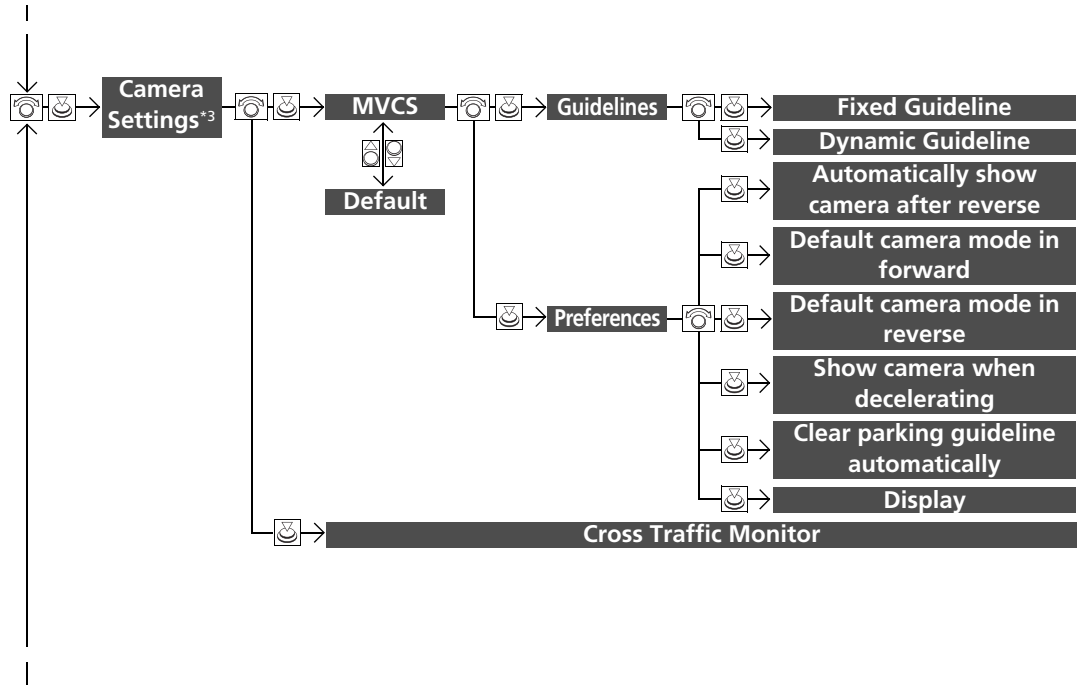 Camera
Settings*3
MVCS
Guidelines
Fixed Guideline
Dynamic Guideline
Default
Automatically show
camera after reverse
Default camera mode in
forward
Preferences
Default camera mode in
reverse
Show camera when
decelerating
Clear parking guideline
automatically
Display
Cross Traffic Monitor